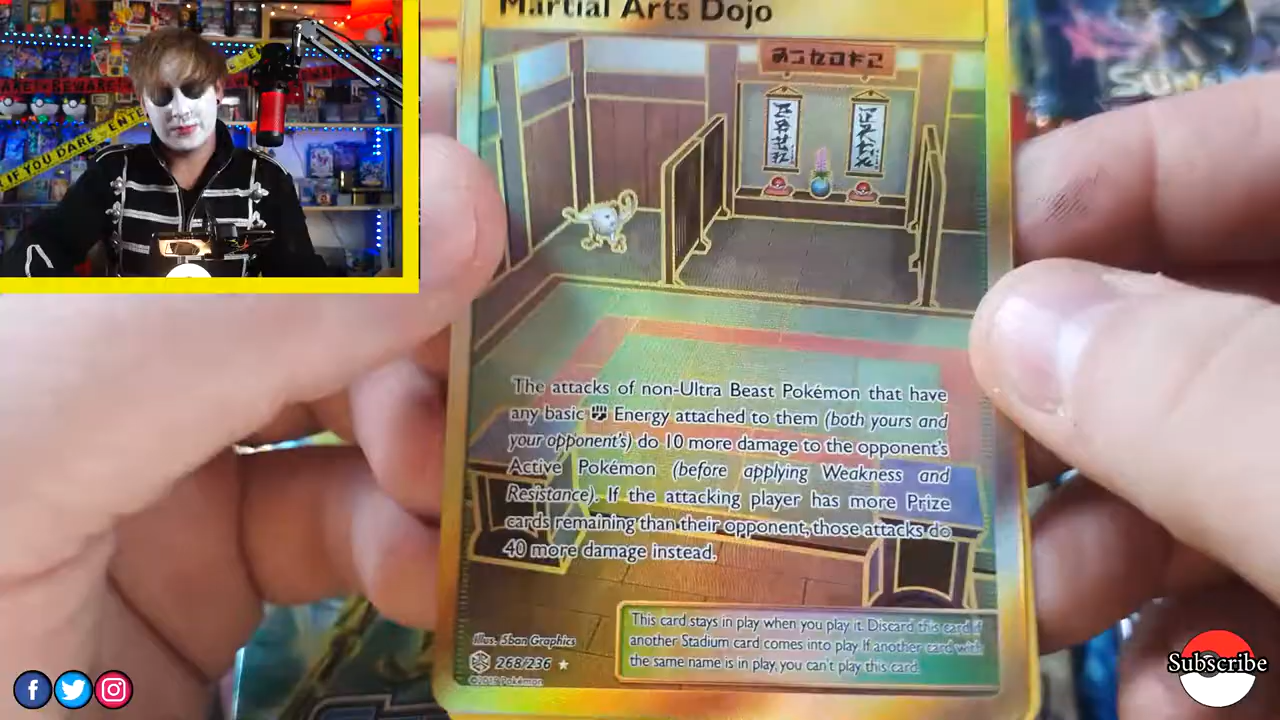 Martial Arts Dojo
The attacks of non-Ultra Beast Pokémon that have
any basic Energy attached to them (both yours and
your opponent's) do 10 more damage to the opponent's
Active Pokémon (before applying Weakness and
Resistance). If the attacking player has more Prize
cards remaining than their opponent, those attacks do
40 more damage instead.
This card stays in play when you play it. Discard this card if
another Stadium card comes into play. If another card with
the same name is in play, you can't play this card.
Illus. Sban Graphics
268/236
©2019 Pokémon
IF YOU DARE
ENTE
BEWARE!
SUN
Subscribe